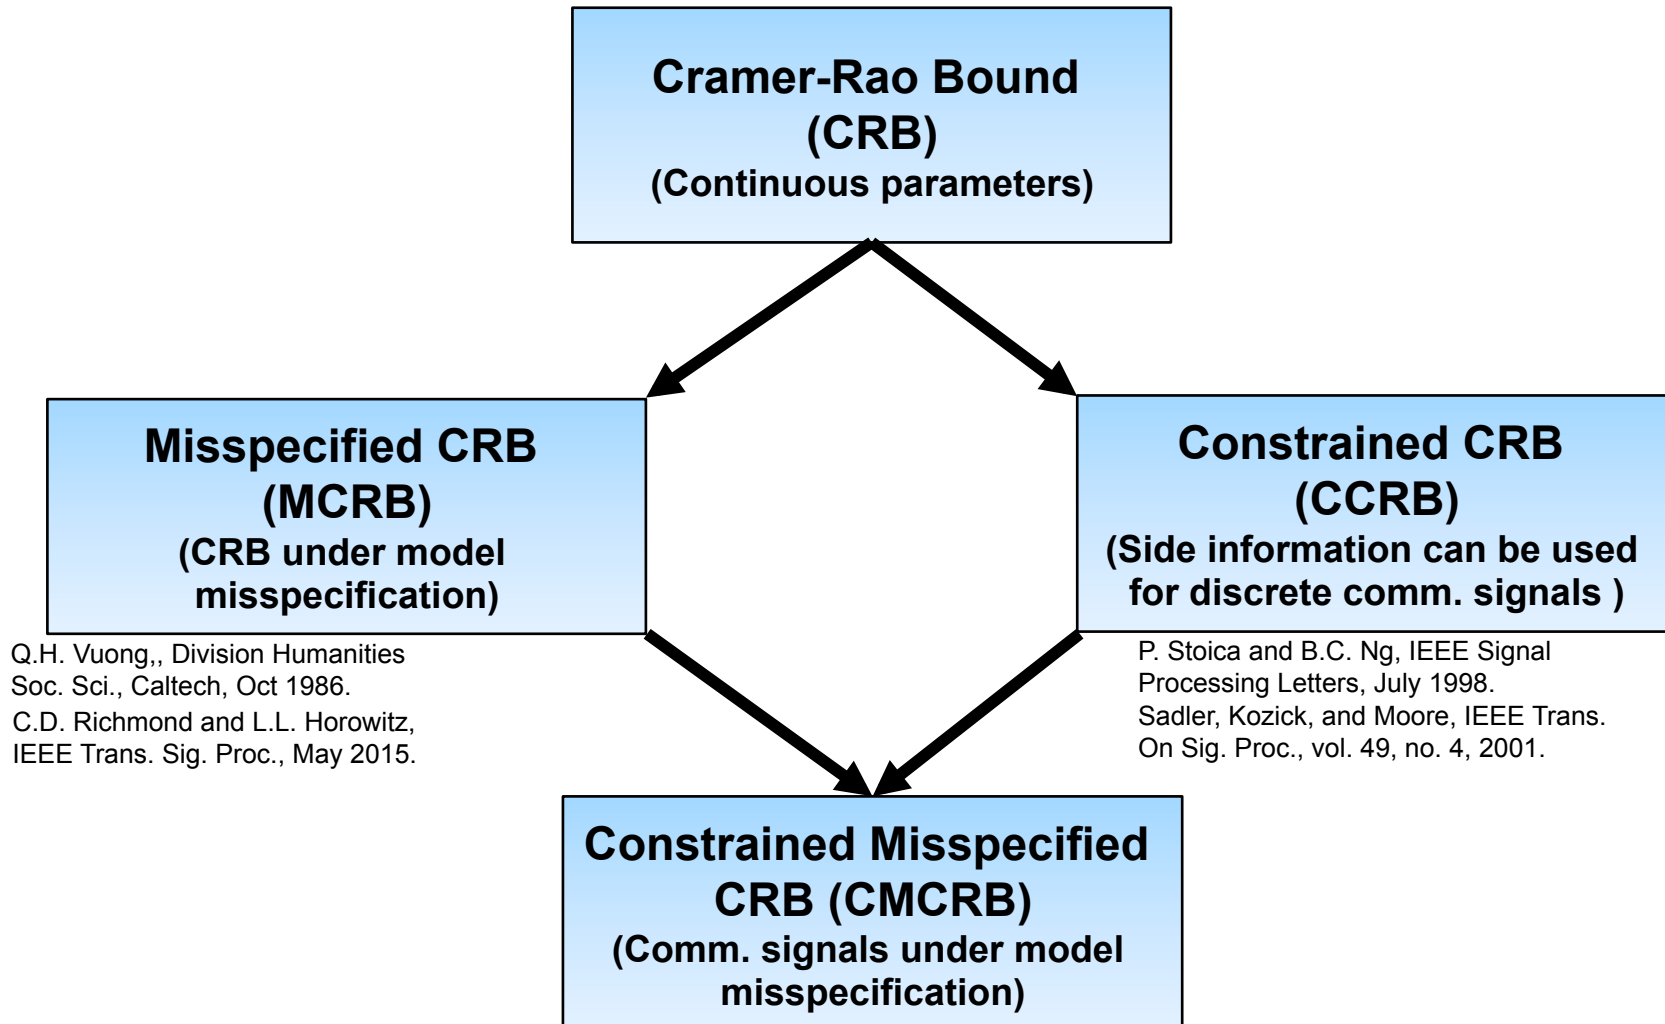 Cramer-Rao Bound
(CRB)
(Continuous parameters)
Misspecified CRB
(MCRB)
(CRB under model
misspecification)
Constrained CRB
(CCRB)
(Side information can be used
for discrete comm. signals )
Q.H. Vuong,, Division Humanities
Soc. Sci., Caltech, Oct 1986.
C.D. Richmond and L.L. Horowitz,
IEEE Trans. Sig. Proc., May 2015.
P. Stoica and B.C. Ng, IEEE Signal
Processing Letters, July 1998.
Sadler, Kozick, and Moore, IEEE Trans.
On Sig. Proc., vol. 49, no. 4, 2001.
Constrained Misspecified
CRB (CMCRB)
(Comm. signals under model
misspecification)